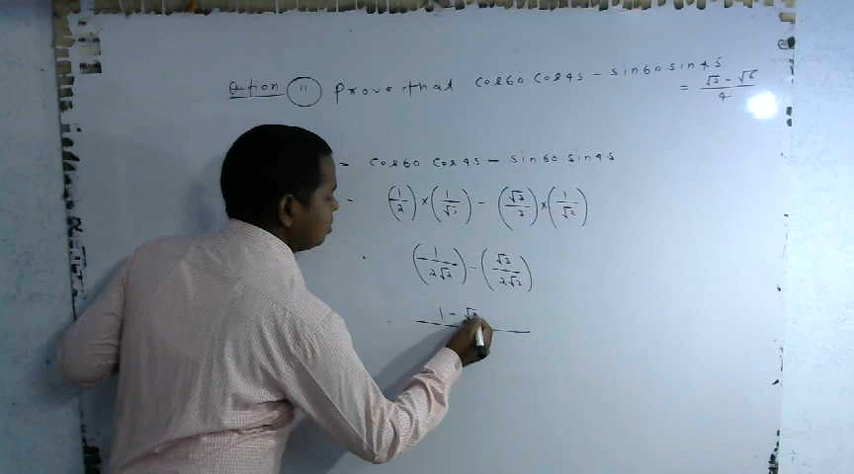 Question (11) Prove that cos60 cos45 - sin60 sin45
= √2 - √6 / 4
= cos60 cos45 - sin60 sin45
= (1/2) × (1/√2) - (√3/2) × (1/√2)
(1/2√2) - (√3/2√2)
1 - √3